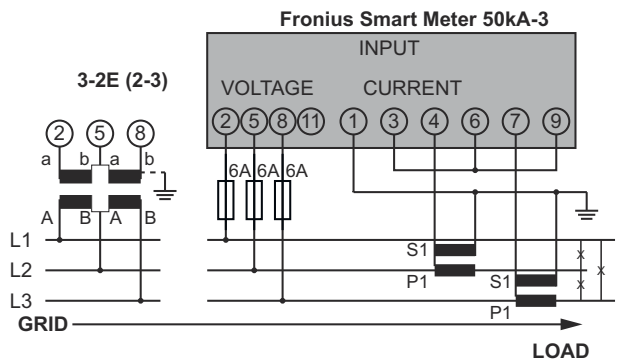 Fronius Smart Meter 50kA-3
INPUT
3-2E (2-3)
VOLTAGE CURRENT
2 5 8 2 5 8 11 1 3 4 6 7 9
a b a b
6A 6A 6A
A B A B
L1
S1
L2
P1 S1
L3
P1
GRID
LOAD
x
x
x